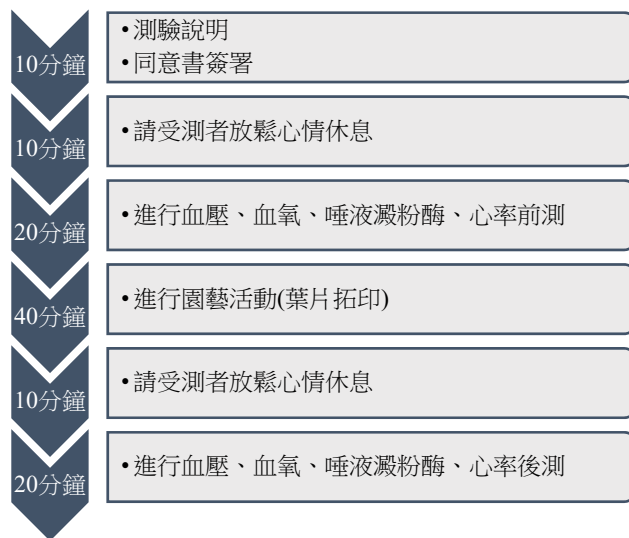 10分鐘
•測驗說明
•同意書簽署
10分鐘
•請受測者放鬆心情休息
20分鐘
•進行血壓、血氧、唾液澱粉酶、心率前測
40分鐘
•進行園藝活動(葉片拓印)
10分鐘
•請受測者放鬆心情休息
20分鐘
•進行血壓、血氧、唾液澱粉酶、心率後測